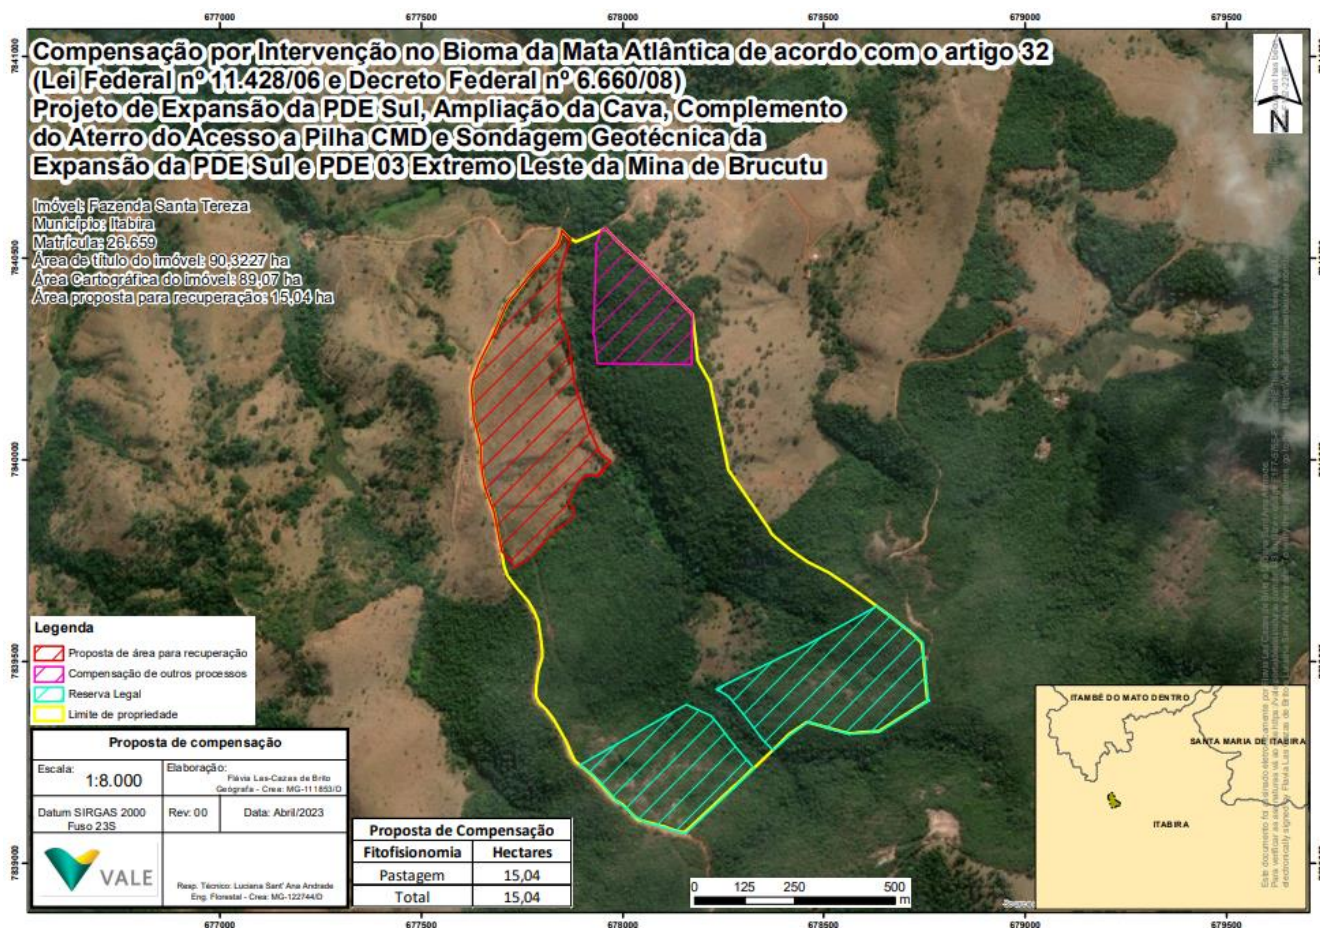 677000 677500 678000 678500 679000 679500
7841000
7840500
7840000
7839500
7839000
Compensação por Intervenção no Bioma da Mata Atlântica de acordo com o artigo 32
(Lei Federal nº 11.428/06 e Decreto Federal nº 6.660/08)
Projeto de Expansão da PDE Sul, Ampliação da Cava, Complemento
do Aterro do Acesso a Pilha CMD e Sondagem Geotécnica da
Expansão da PDE Sul e PDE 03 Extremo Leste da Mina de Brucutu
N
Imóvel: Fazenda Santa Tereza
Município: Itabira
Matrícula: 26.659
Área de título do imóvel: 90,3227 ha
Área Cartográfica do imóvel: 89,07 ha
Área proposta para recuperação: 15,04 ha
Legenda
Proposta de área para recuperação
Compensação de outros processos
Reserva Legal
Limite de propriedade
Proposta de compensação
Escala: 1:8.000
Elaboração:
Flávia Las-Cazas de Brito
Geógrafa - Crea: MG-111853/D
Datum SIRGAS 2000
Fuso 23S
Rev: 00
Data: Abril/2023
VALE
Resp. Técnico: Luciana Sant' Ana Andrade
Eng. Florestal - Crea: MG-122744/D
Proposta de Compensação
Fitofisionomia Hectares
Pastagem 15,04
Total 15,04
0 125 250 500
m
ITAMBÉ DO MATO DENTRO
SANTA MARIA DE ITABIRA
ITABIRA
677000 677500 678000 678500 679000 679500